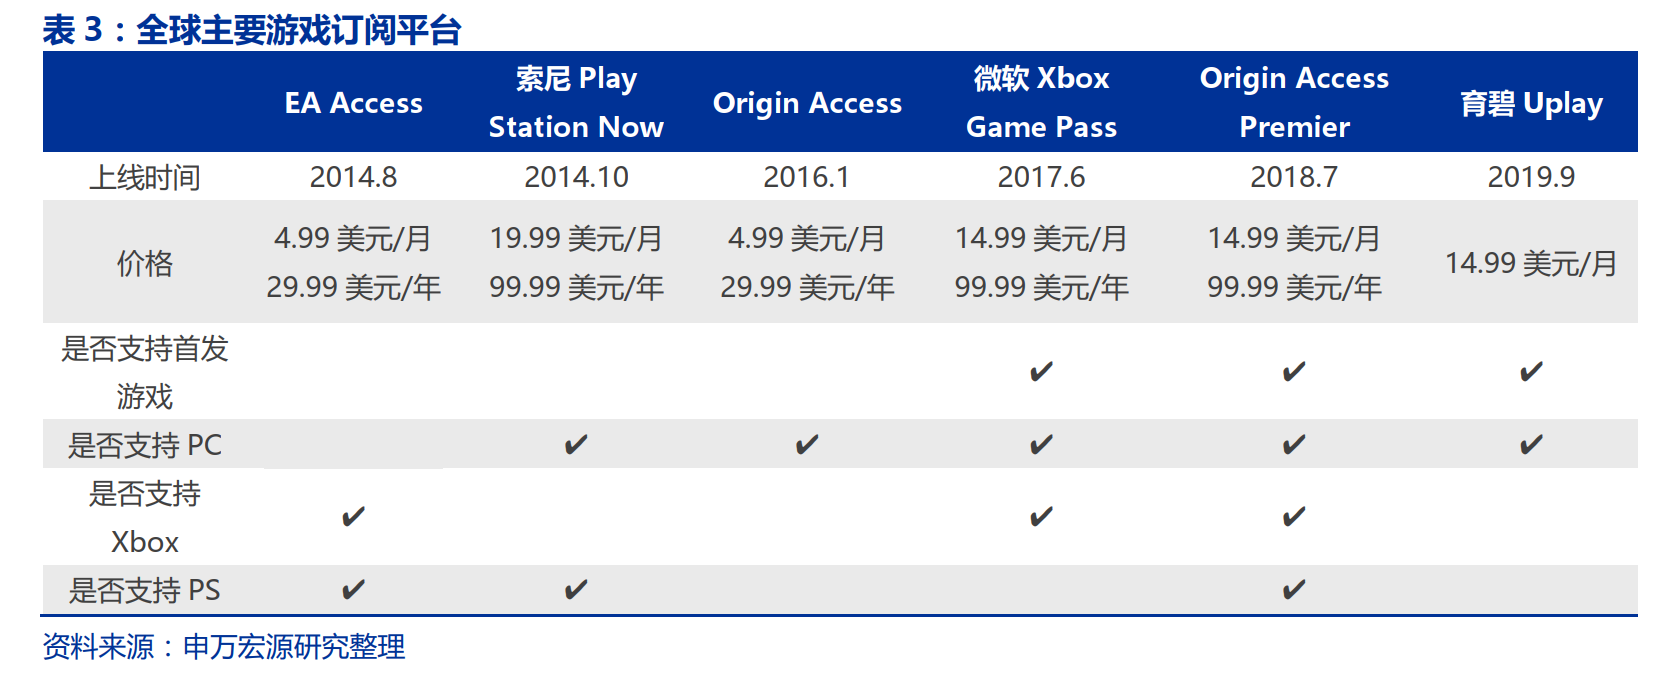 表 3：全球主要游戏订阅平台
EA Access
索尼 Play
Station Now
Origin Access
微软 Xbox
Game Pass
Origin Access
Premier
育碧 Uplay
上线时间 2014.8 2014.10 2016.1 2017.6 2018.7 2019.9
价格
4.99 美元/月 19.99 美元/月 4.99 美元/月 14.99 美元/月 14.99 美元/月
14.99 美元/月
29.99 美元/年 99.99 美元/年 29.99 美元/年 99.99 美元/年 99.99 美元/年
是否支持首发
游戏
✔ ✔ ✔
是否支持 PC ✔ ✔ ✔ ✔ ✔
是否支持
Xbox
✔ ✔ ✔
是否支持 PS ✔ ✔ ✔
资料来源：申万宏源研究整理